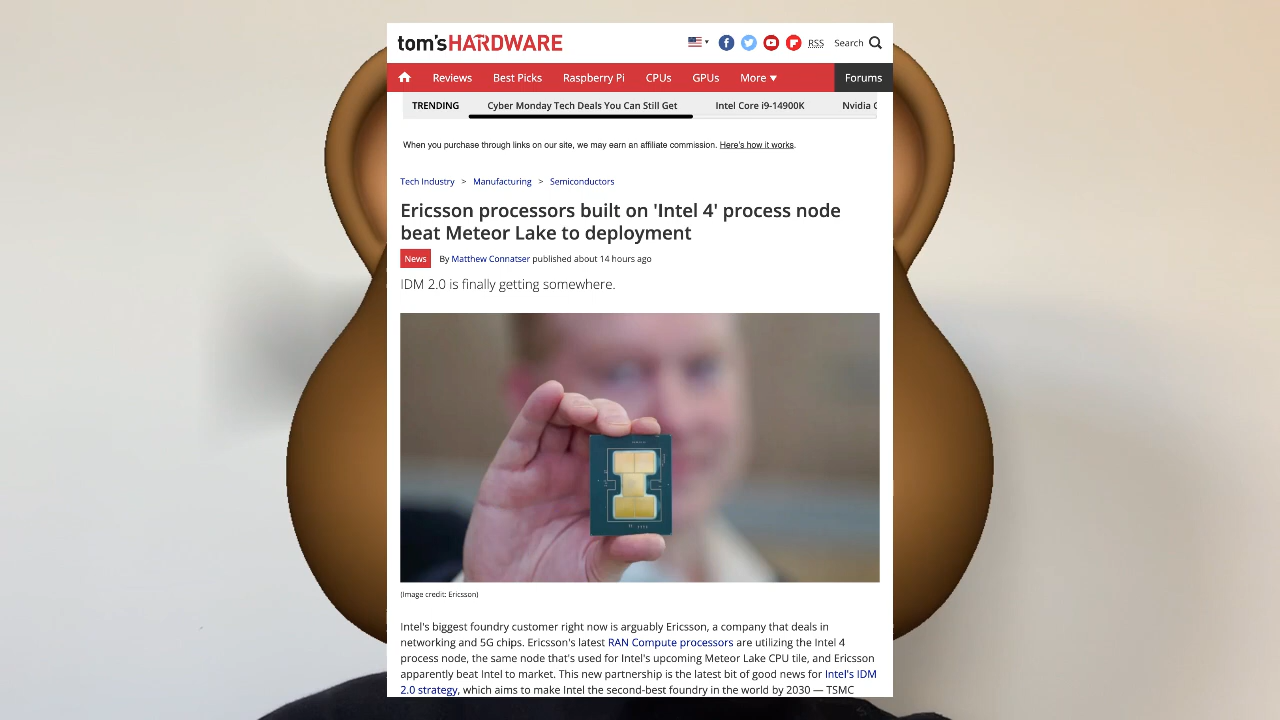 tom'sHARDWARE
RSS
Search
Reviews
Best Picks
Raspberry Pi
CPUs
GPUs
More
Forums
TRENDING
Cyber Monday Tech Deals You Can Still Get
Intel Core i9-14900K
Nvidia
When you purchase through links on our site, we may earn an affiliate commission. Here's how it works.
Tech Industry > Manufacturing > Semiconductors
Ericsson processors built on 'Intel 4' process node
beat Meteor Lake to deployment
News
By Matthew Connatser published about 14 hours ago
IDM 2.0 is finally getting somewhere.
(Image credit: Ericsson)
Intel's biggest foundry customer right now is arguably Ericsson, a company that deals in
networking and 5G chips. Ericsson's latest RAN Compute processors are utilizing the Intel 4
process node, the same node that's used for Intel's upcoming Meteor Lake CPU tile, and Ericsson
apparently beat Intel to market. This new partnership is the latest bit of good news for Intel's IDM
2.0 strategy, which aims to make Intel the second-best foundry in the world by 2030 — TSMC